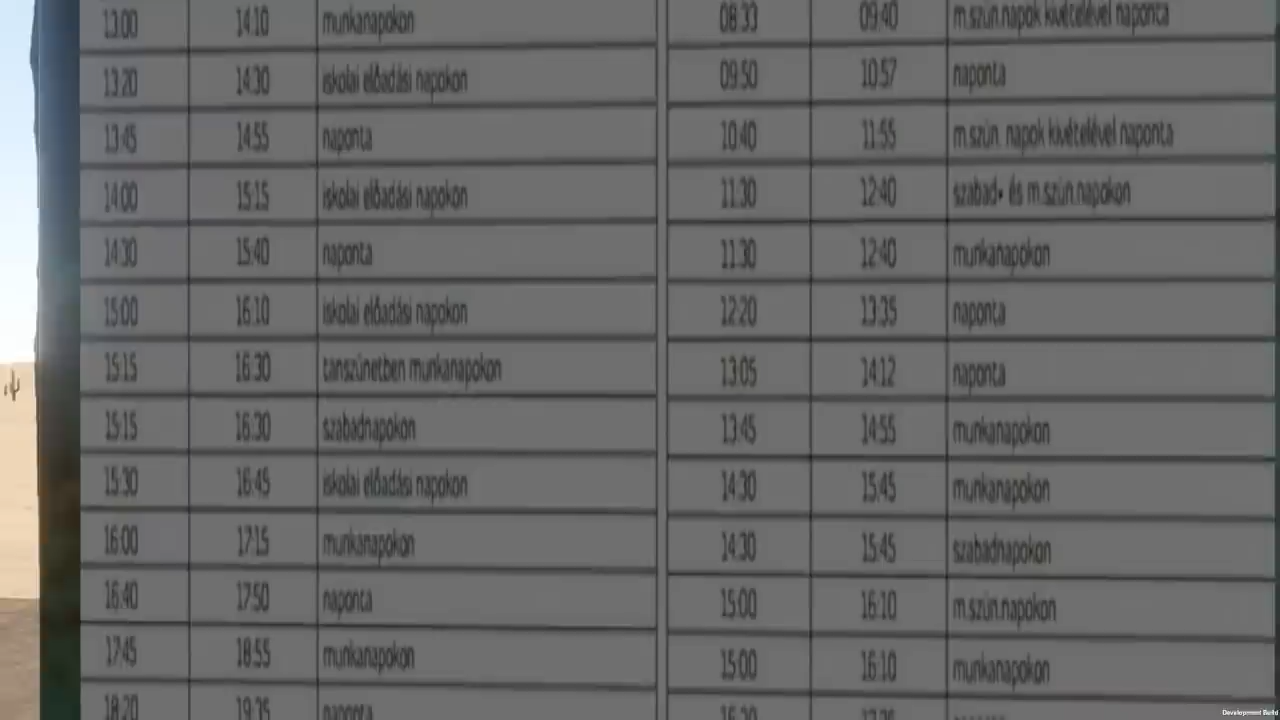 13:00 14:10 munkanapokon
13:20 14:30 iskolai előadási napokon
13:45 14:55 naponta
14:00 15:15 iskolai előadási napokon
14:30 15:40 naponta
15:00 16:10 iskolai előadási napokon
15:15 16:30 tanszünetben munkanapokon
15:15 16:30 szabadnapokon
15:30 16:45 iskolai előadási napokon
16:00 17:15 munkanapokon
16:40 17:50 naponta
17:45 18:55 munkanapokon
18:20 19:35 naponta
08:33 09:40 m.szün.napok kivételével naponta
09:50 10:57 naponta
10:40 11:55 m.szün. napok kivételével naponta
11:30 12:40 szabad• és m.szün.napokon
11:30 12:40 munkanapokon
12:20 13:35 naponta
13:05 14:12 naponta
13:45 14:55 munkanapokon
14:30 15:45 munkanapokon
14:30 15:45 szabadnapokon
15:00 16:10 m.szün.napokon
15:00 16:10 munkanapokon
Development Build